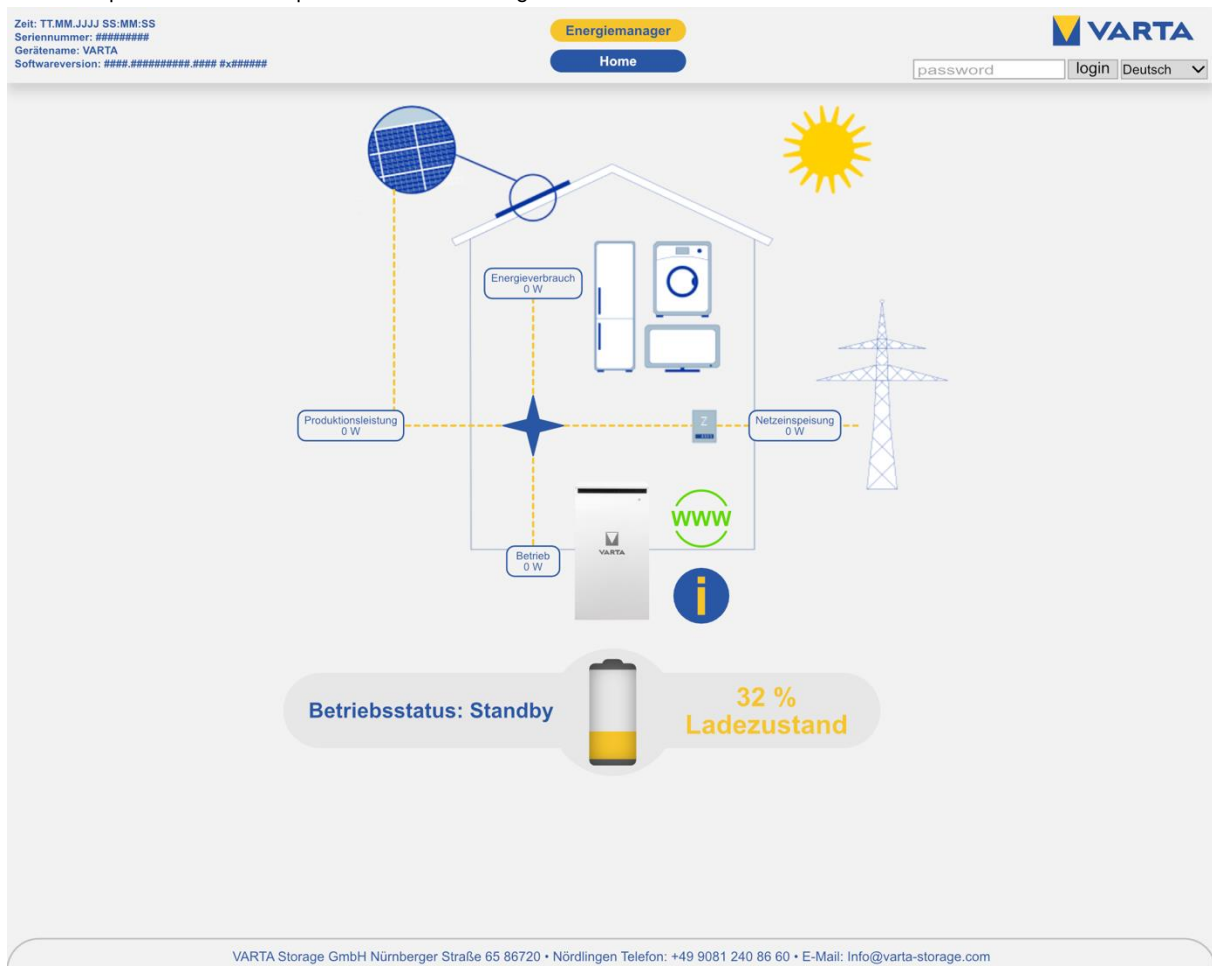 Zeit: TT.MM.JJJJ SS:MM:SS
Seriennummer: #########
Gerätename: VARTA
Softwareversion: ####.##########.#### #x######
Energiemanager
Home
VARTA
password
login
Deutsch
Energieverbrauch
0 W
Produktionsleistung
0 W
Z
Netzeinspeisung
0 W
www
VARTA
Betrieb
0 W
i
Betriebsstatus: Standby
32 %
Ladezustand
VARTA Storage GmbH Nürnberger Straße 65 86720 • Nördlingen Telefon: +49 9081 240 86 60 • E-Mail: Info@varta-storage.com